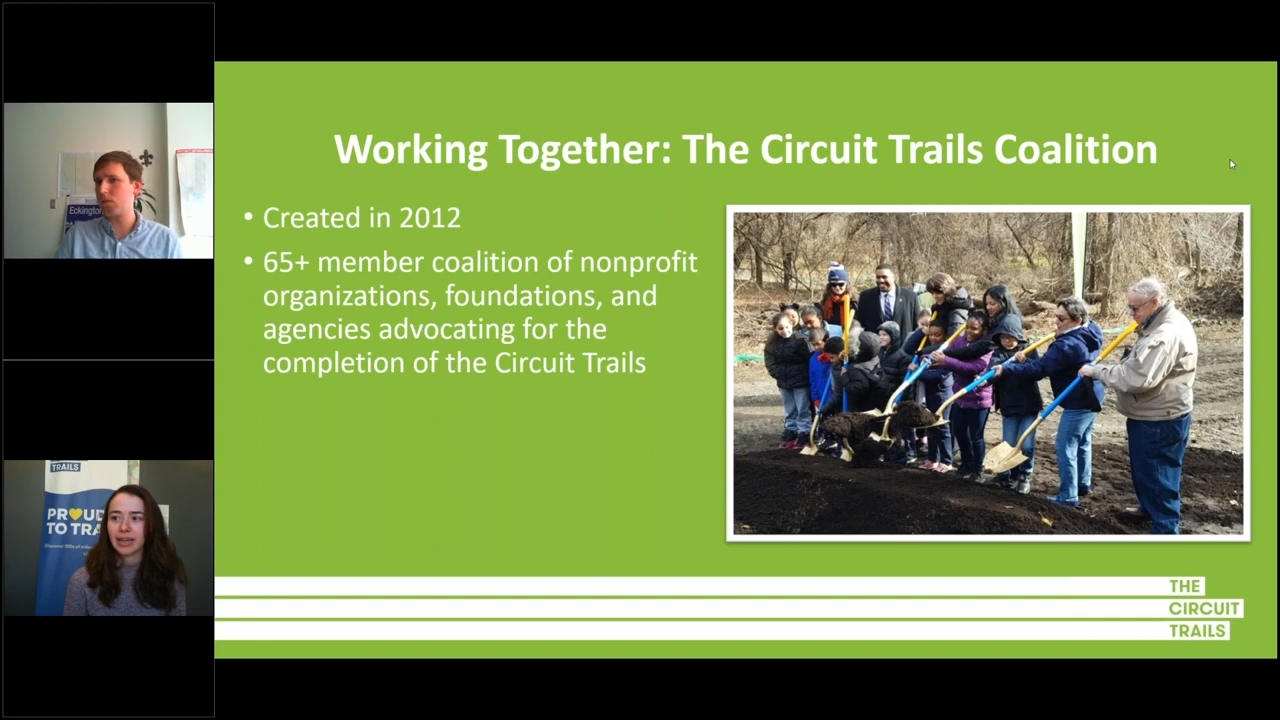 Working Together: The Circuit Trails Coalition
• Created in 2012
• 65+ member coalition of nonprofit
organizations, foundations, and
agencies advocating for the
completion of the Circuit Trails
THE
CIRCUIT
TRAILS
Eckington
TRAILS
PROUD
TO TRA